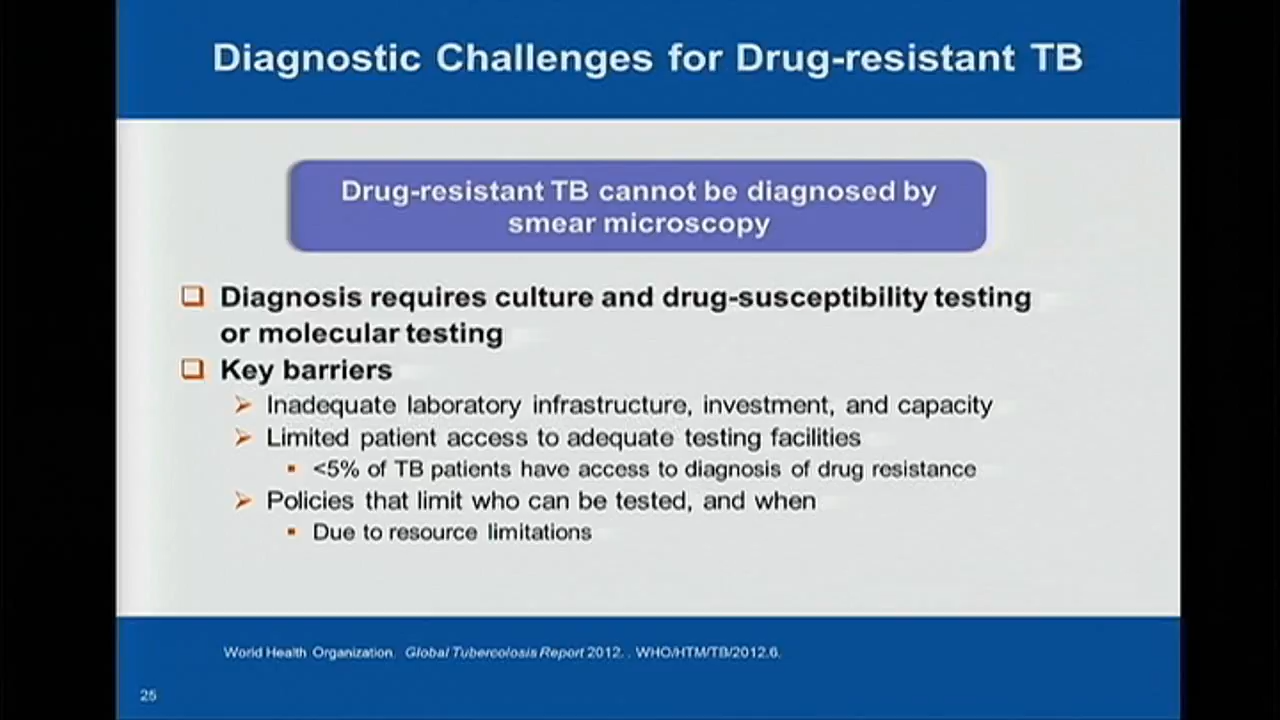 Diagnostic Challenges for Drug-resistant TB
Drug-resistant TB cannot be diagnosed by
smear microscopy
Diagnosis requires culture and drug-susceptibility testing
or molecular testing
Key barriers
Inadequate laboratory infrastructure, investment, and capacity
Limited patient access to adequate testing facilities
<5% of TB patients have access to diagnosis of drug resistance
Policies that limit who can be tested, and when
Due to resource limitations
World Health Organization. Global Tubercolosis Report 2012. . WHO/HTM/TB/2012.6.
25